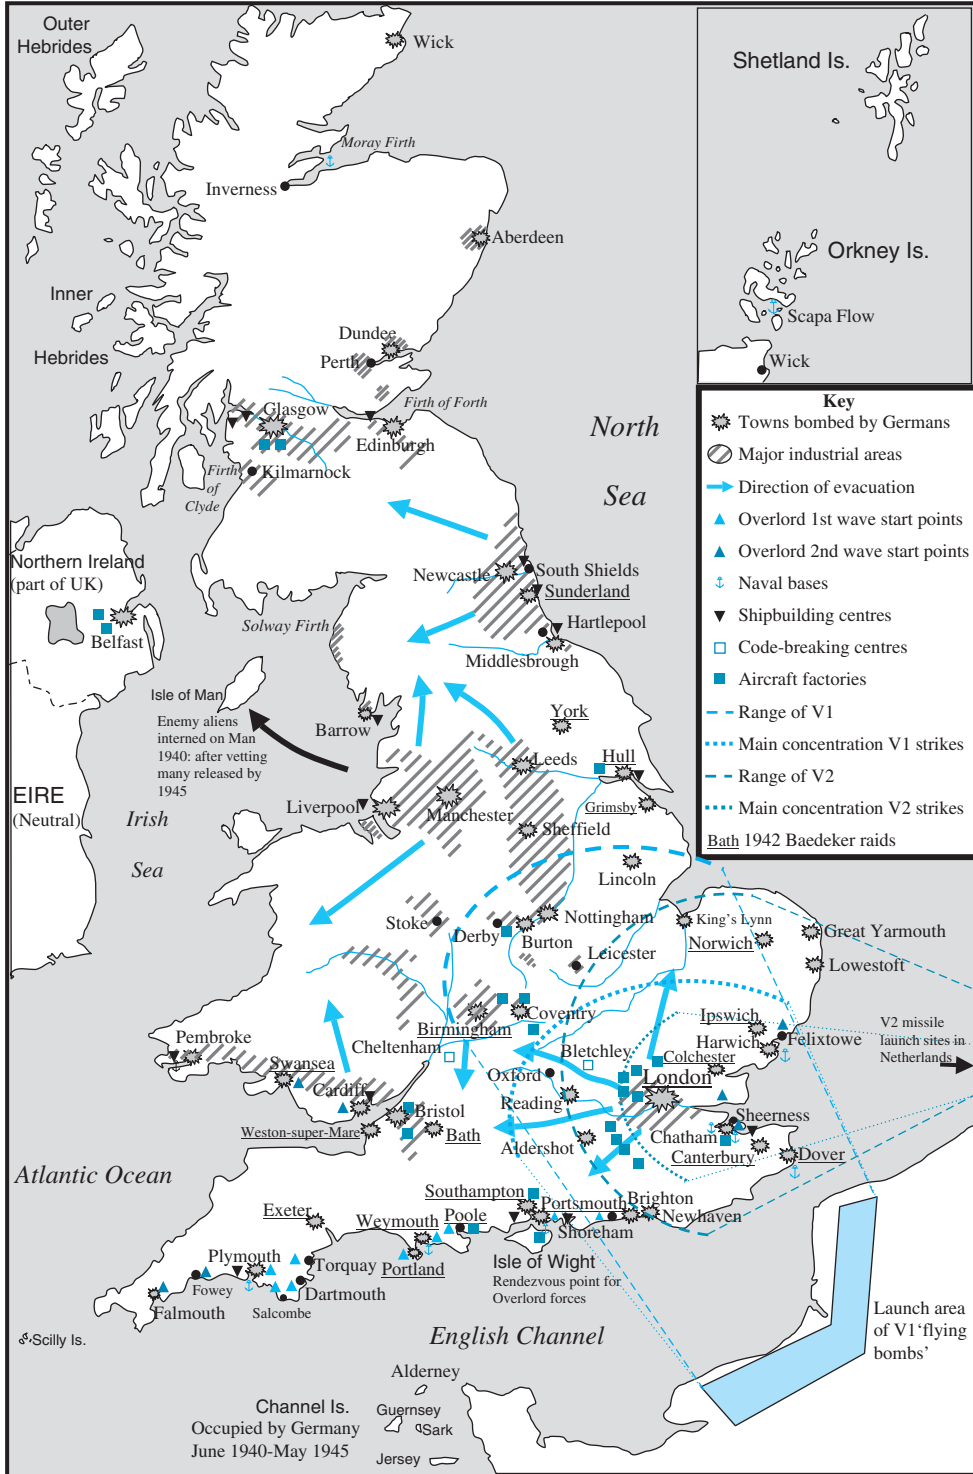 Outer
Hebrides
Wick
Shetland Is.
Moray Firth
Inverness
Aberdeen
Orkney Is.
Inner
Scapa Flow
Hebrides
Dundee
Perth
Wick
Glasgow
Firth of Forth
Edinburgh
Kilmarnock
Firth
of
Clyde
North
Sea
Key
Towns bombed by Germans
Major industrial areas
Direction of evacuation
Overlord 1st wave start points
Overlord 2nd wave start points
Naval bases
Shipbuilding centres
Code-breaking centres
Aircraft factories
Range of V1
Main concentration V1 strikes
Range of V2
Main concentration V2 strikes
Bath 1942 Baedeker raids
Northern Ireland
(part of UK)
Belfast
Newcastle
South Shields
Sunderland
Solway Firth
Hartlepool
Middlesbrough
Isle of Man
Enemy aliens
interned on Man
1940: after vetting
many released by
1945
Barrow
York
Leeds
Hull
EIRE
(Neutral)
Irish
Sea
Liverpool
Manchester
Grimsby
Sheffield
Lincoln
Stoke
Derby
Nottingham
Burton
Leicester
King's Lynn
Norwich
Great Yarmouth
Lowestoft
Pembroke
Birmingham
Coventry
Cheltenham
Bletchley
Ipswich
Harwich
Felixtowe
Colchester
V2 missile
launch sites in
Netherlands
Swansea
Cardiff
Oxford
London
Reading
Bristol
Weston-super-Mare
Bath
Sheerness
Aldershot
Chatham
Canterbury
Dover
Atlantic Ocean
Southampton
Portsmouth
Brighton
Newhaven
Exeter
Weymouth
Poole
Shoreham
Plymouth
Torquay
Portland
Isle of Wight
Rendezvous point for
Overlord forces
Fowey
Dartmouth
Falmouth
Salcombe
Scilly Is.
English Channel
Launch area
of V1‘flying
bombs’
Alderney
Channel Is.
Guernsey
Occupied by Germany
Sark
June 1940-May 1945
Jersey